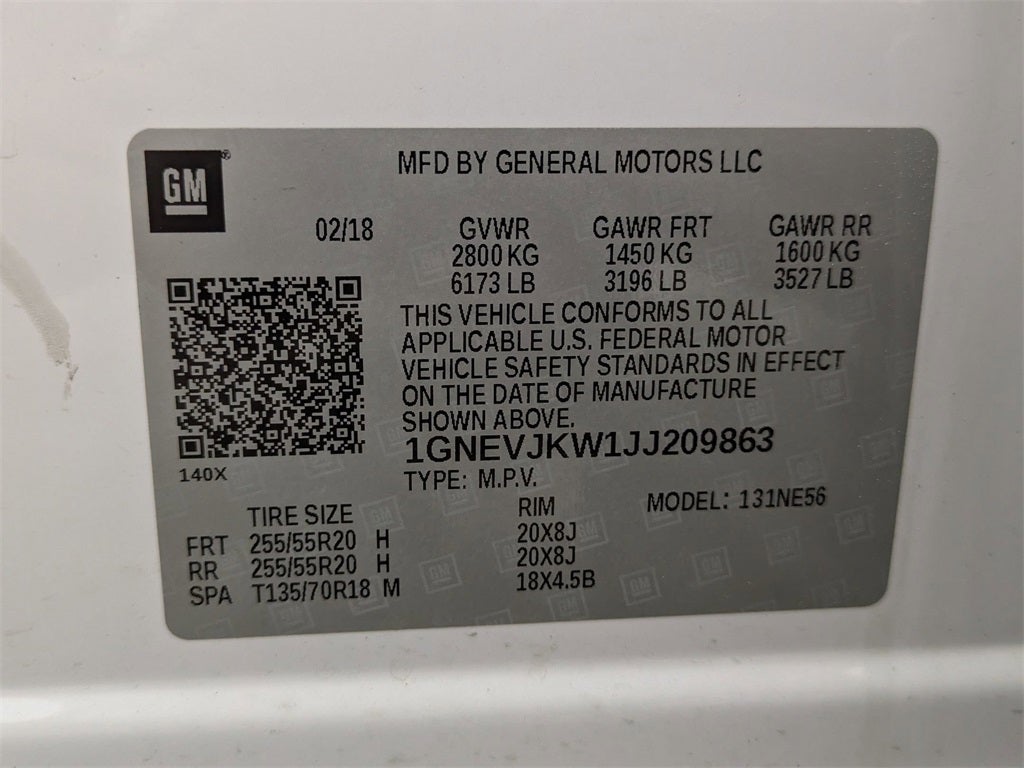 GM
MFD BY GENERAL MOTORS LLC
02/18
GVWR GAWR FRT GAWR RR
2800 KG 1450 KG 1600 KG
6173 LB 3196 LB 3527 LB
THIS VEHICLE CONFORMS TO ALL
APPLICABLE U.S. FEDERAL MOTOR
VEHICLE SAFETY STANDARDS IN EFFECT
ON THE DATE OF MANUFACTURE
SHOWN ABOVE.
1GNEVJKW1JJ209863
140X
TYPE: M.P.V.
MODEL: 131NE56
TIRE SIZE RIM
FRT 255/55R20 H 20X8J
RR 255/55R20 H 20X8J
SPA T135/70R18 M 18X4.5B